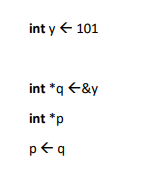 int y ← 101
int *q ←&y
int *p
p ← q